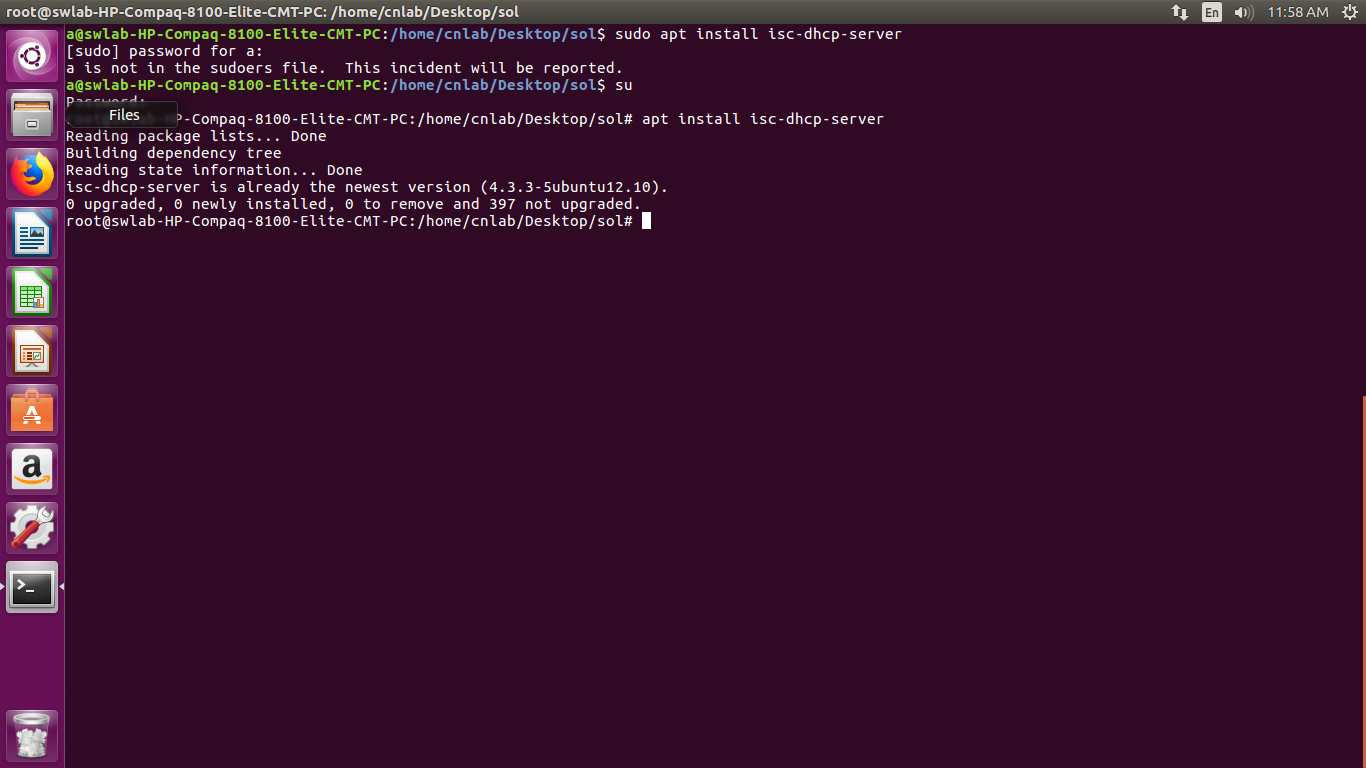 root@swlab-HP-Compaq-8100-Elite-CMT-PC: /home/cnlab/Desktop/sol
En
11:58 AM
a@swlab-HP-Compaq-8100-Elite-CMT-PC:/home/cnlab/Desktop/sol$ sudo apt install isc-dhcp-server
[sudo] password for a:
a is not in the sudoers file.  This incident will be reported.
a@swlab-HP-Compaq-8100-Elite-CMT-PC:/home/cnlab/Desktop/sol$ su
Password:
Files
root@swlab-HP-Compaq-8100-Elite-CMT-PC:/home/cnlab/Desktop/sol# apt install isc-dhcp-server
Reading package lists... Done
Building dependency tree
Reading state information... Done
isc-dhcp-server is already the newest version (4.3.3-5ubuntu12.10).
0 upgraded, 0 newly installed, 0 to remove and 397 not upgraded.
root@swlab-HP-Compaq-8100-Elite-CMT-PC:/home/cnlab/Desktop/sol#